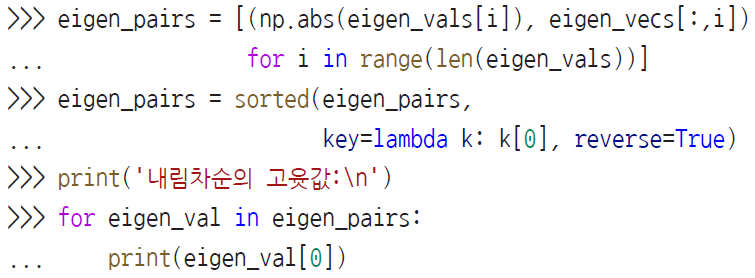 >>> eigen_pairs = [(np.abs(eigen_vals[i]), eigen_vecs[:,i])
...                for i in range(len(eigen_vals))]
>>> eigen_pairs = sorted(eigen_pairs,
...                      key=lambda k: k[0], reverse=True)
>>> print('내림차순의 고윳값:\n')
>>> for eigen_val in eigen_pairs:
...     print(eigen_val[0])